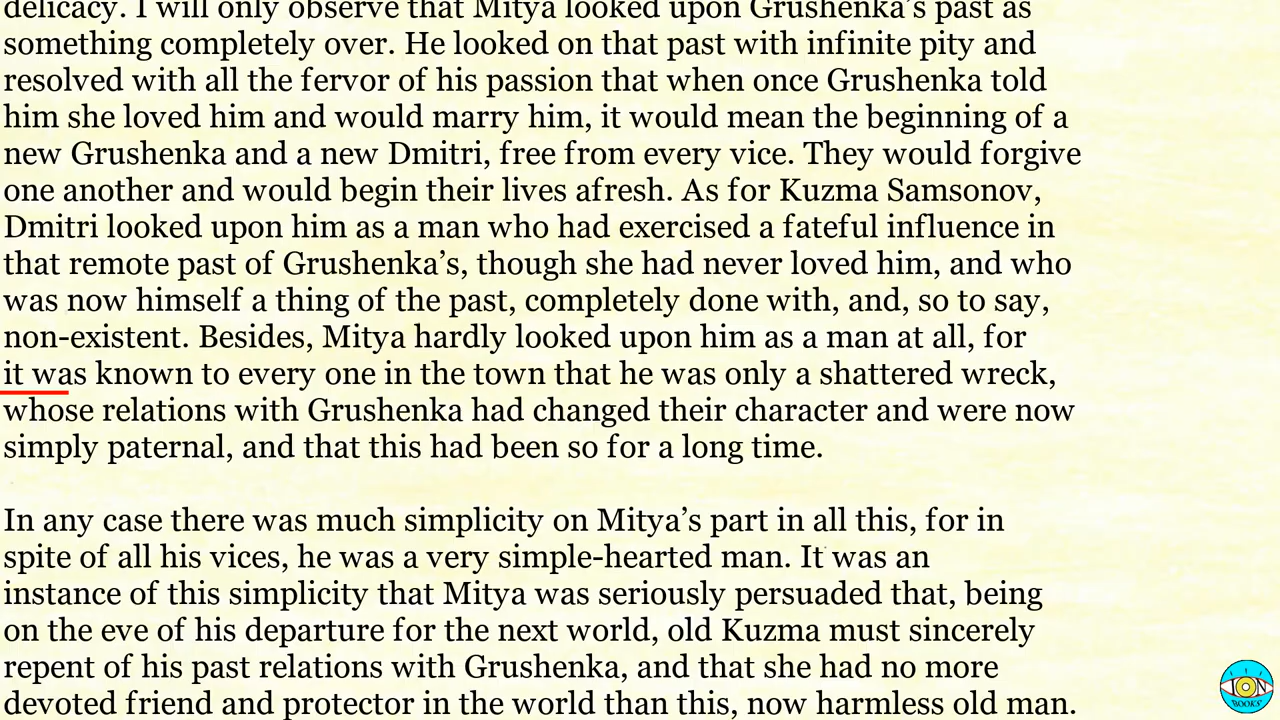 delicacy. I will only observe that Mitya looked upon Grushenka’s past as
something completely over. He looked on that past with infinite pity and
resolved with all the fervor of his passion that when once Grushenka told
him she loved him and would marry him, it would mean the beginning of a
new Grushenka and a new Dmitri, free from every vice. They would forgive
one another and would begin their lives afresh. As for Kuzma Samsonov,
Dmitri looked upon him as a man who had exercised a fateful influence in
that remote past of Grushenka’s, though she had never loved him, and who
was now himself a thing of the past, completely done with, and, so to say,
non-existent. Besides, Mitya hardly looked upon him as a man at all, for
it was known to every one in the town that he was only a shattered wreck,
whose relations with Grushenka had changed their character and were now
simply paternal, and that this had been so for a long time.
In any case there was much simplicity on Mitya’s part in all this, for in
spite of all his vices, he was a very simple-hearted man. It was an
instance of this simplicity that Mitya was seriously persuaded that, being
on the eve of his departure for the next world, old Kuzma must sincerely
repent of his past relations with Grushenka, and that she had no more
devoted friend and protector in the world than this, now harmless old man.
ION
BOOKS